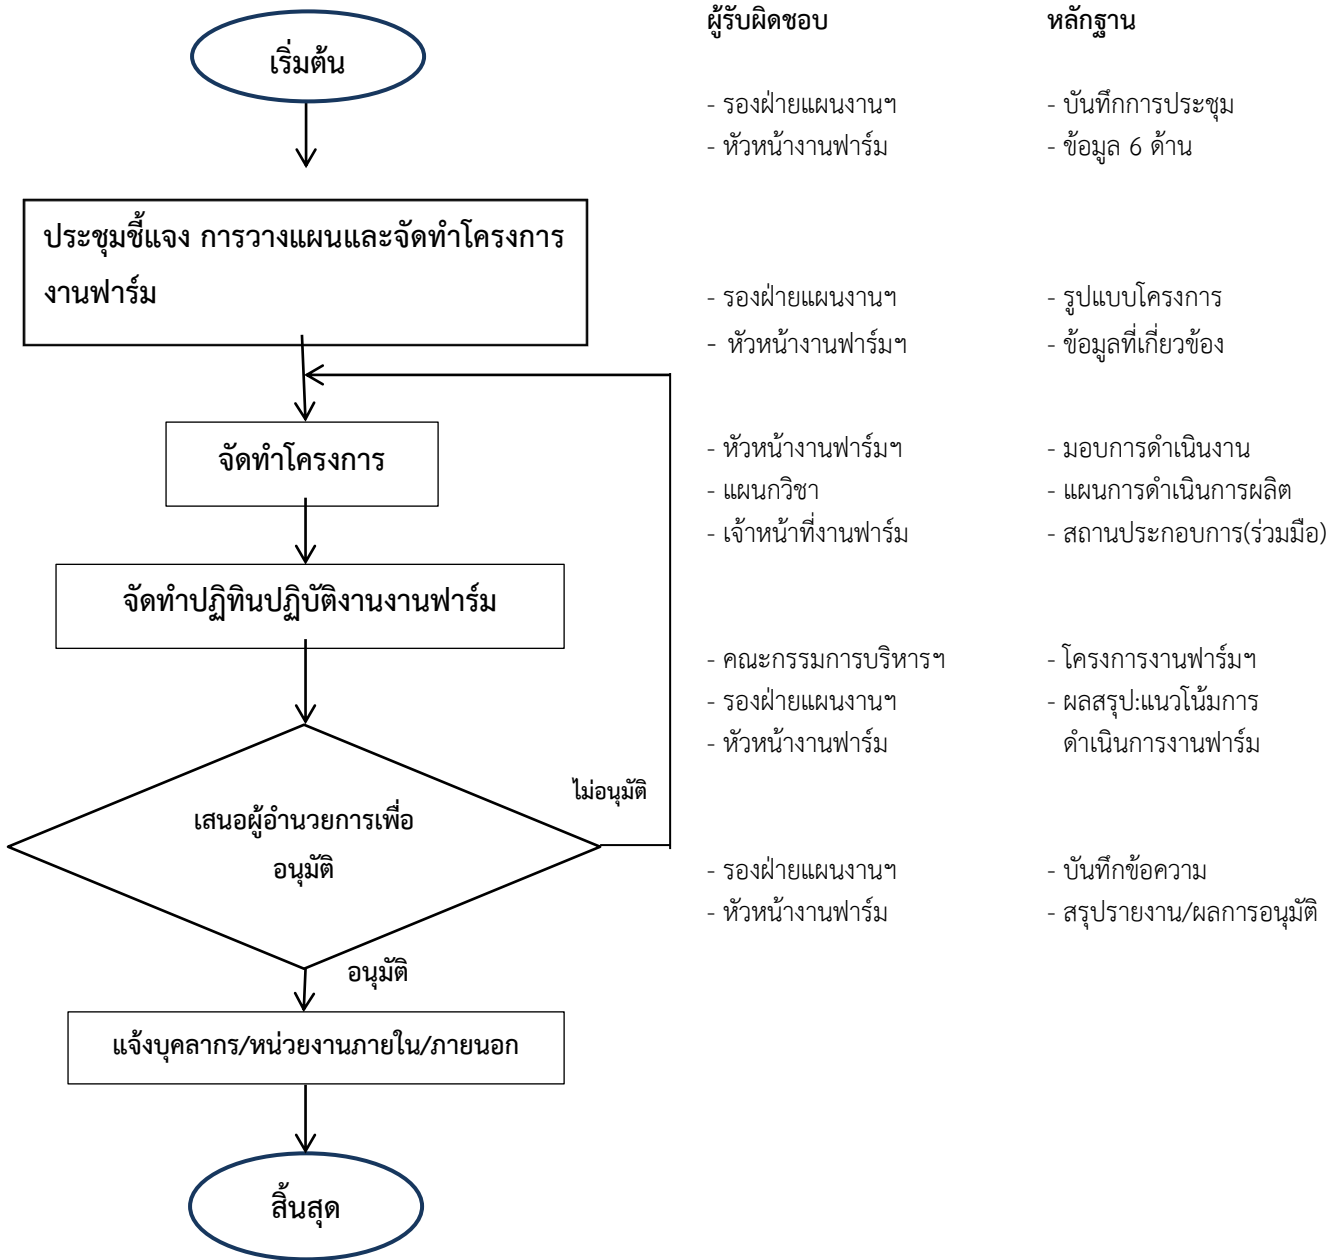 เริ่มต้น
ประชุมชี้แจง การวางแผนและจัดทำโครงการ
งานฟาร์ม
จัดทำโครงการ
จัดทำปฏิทินปฏิบัติงานงานฟาร์ม
เสนอผู้อำนวยการเพื่อ
อนุมัติ
ไม่อนุมัติ
อนุมัติ
แจ้งบุคลากร/หน่วยงานภายใน/ภายนอก
สิ้นสุด
ผู้รับผิดชอบ
- รองฝ่ายแผนงานฯ
- หัวหน้างานฟาร์ม
- รองฝ่ายแผนงานฯ
- หัวหน้างานฟาร์มฯ
- หัวหน้างานฟาร์มฯ
- แผนกวิชา
- เจ้าหน้าที่งานฟาร์ม
- คณะกรรมการบริหารฯ
- รองฝ่ายแผนงานฯ
- หัวหน้างานฟาร์ม
- รองฝ่ายแผนงานฯ
- หัวหน้างานฟาร์ม
หลักฐาน
- บันทึกการประชุม
- ข้อมูล 6 ด้าน
- รูปแบบโครงการ
- ข้อมูลที่เกี่ยวข้อง
- มอบการดำเนินงาน
- แผนการดำเนินการผลิต
- สถานประกอบการ(ร่วมมือ)
- โครงการงานฟาร์มฯ
- ผลสรุป:แนวโน้มการ
ดำเนินการงานฟาร์ม
- บันทึกข้อความ
- สรุปรายงาน/ผลการอนุมัติ